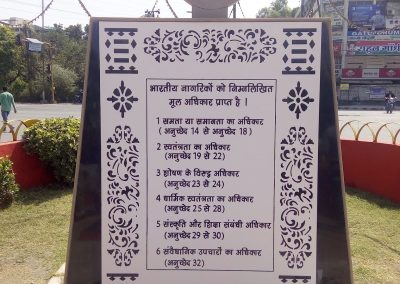 भारतीय नागरिकों को निम्नलिखित
मूल अधिकार प्राप्त है ।
1 समता या समानता का अधिकार
(अनुच्छेद 14 से अनुच्छेद 18)
2 स्वतंत्रता का अधिकार
(अनुच्छेद 19 से 22)
3 शोषण के विरूद्ध अधिकार
(अनुच्छेद 23 से 24)
4 धार्मिक स्वतंत्रता का अधिकार
(अनुच्छेद 25 से 28)
5 संस्कृति और शिक्षा संबंधी अधिकार
(अनुच्छेद 29 से 30)
6 संवैधानिक उपचारों का अधिकार
(अनुच्छेद 32)